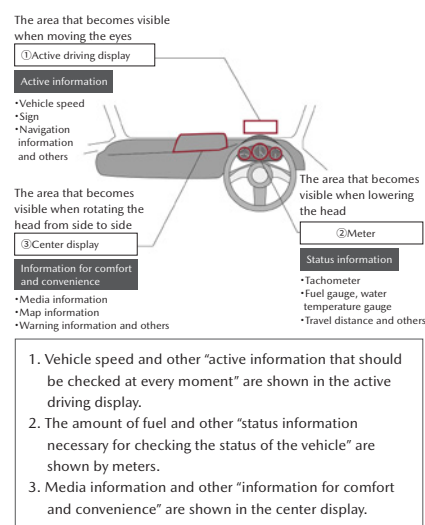 The area that becomes visible
when moving the eyes
①Active driving display
Active information
・Vehicle speed
・Sign
・Navigation
information
and others
The area that becomes
visible when rotating the
head from side to side
③Center display
Information for comfort
and convenience
・Media information
・Map information
・Warning information and others
The area that becomes
visible when lowering
the head
②Meter
Status information
・Tachometer
・Fuel gauge, water
temperature gauge
・Travel distance and others
1. Vehicle speed and other “active information that should
be checked at every moment” are shown in the active
driving display.
2. The amount of fuel and other “status information
necessary for checking the status of the vehicle” are
shown by meters.
3. Media information and other “information for comfort
and convenience” are shown in the center display.